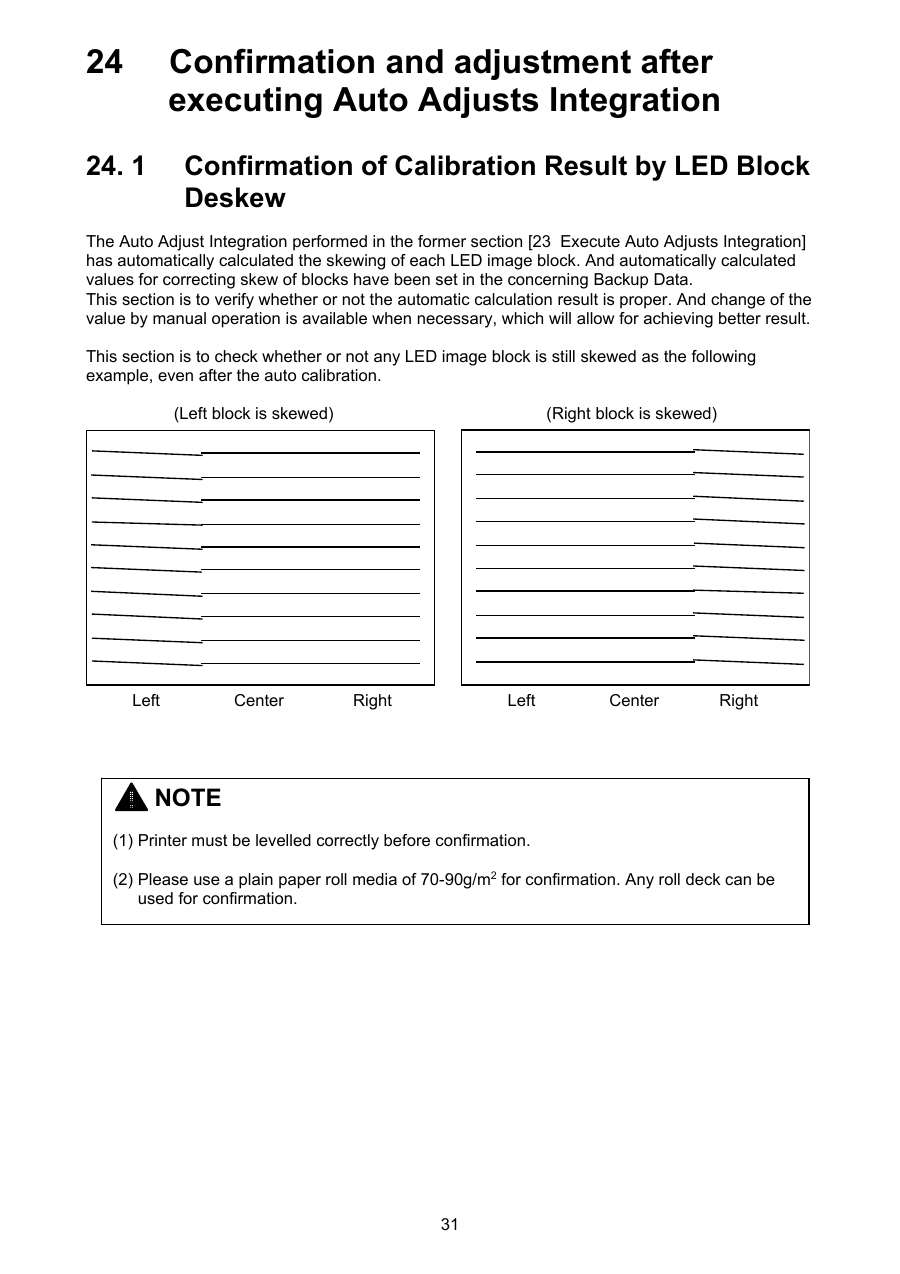 24 Confirmation and adjustment after
executing Auto Adjusts Integration
24. 1 Confirmation of Calibration Result by LED Block
Deskew
The Auto Adjust Integration performed in the former section [23  Execute Auto Adjusts Integration]
has automatically calculated the skewing of each LED image block. And automatically calculated
values for correcting skew of blocks have been set in the concerning Backup Data.
This section is to verify whether or not the automatic calculation result is proper. And change of the
value by manual operation is available when necessary, which will allow for achieving better result.
This section is to check whether or not any LED image block is still skewed as the following
example, even after the auto calibration.
(Left block is skewed) (Right block is skewed)
Left Center Right Left Center Right
NOTE
(1) Printer must be levelled correctly before confirmation.
(2) Please use a plain paper roll media of 70-90g/m² for confirmation. Any roll deck can be
used for confirmation.
31